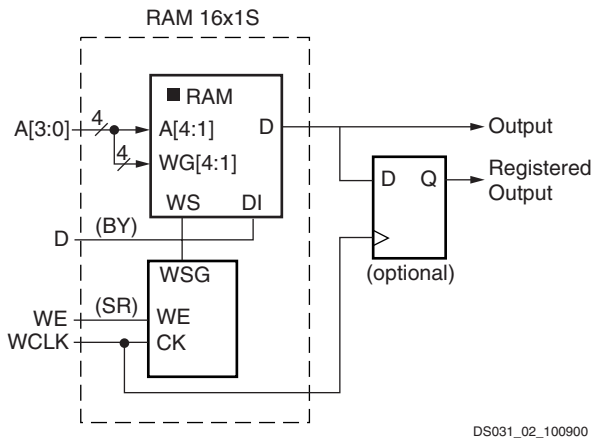 RAM 16x1S
RAM
A[3:0]
4
A[4:1]
D
Output
4
WG[4:1]
D
Q
Registered
Output
WS
DI
D
(BY)
WSG
(optional)
WE
(SR)
WE
WCLK
CK
DS031_02_100900